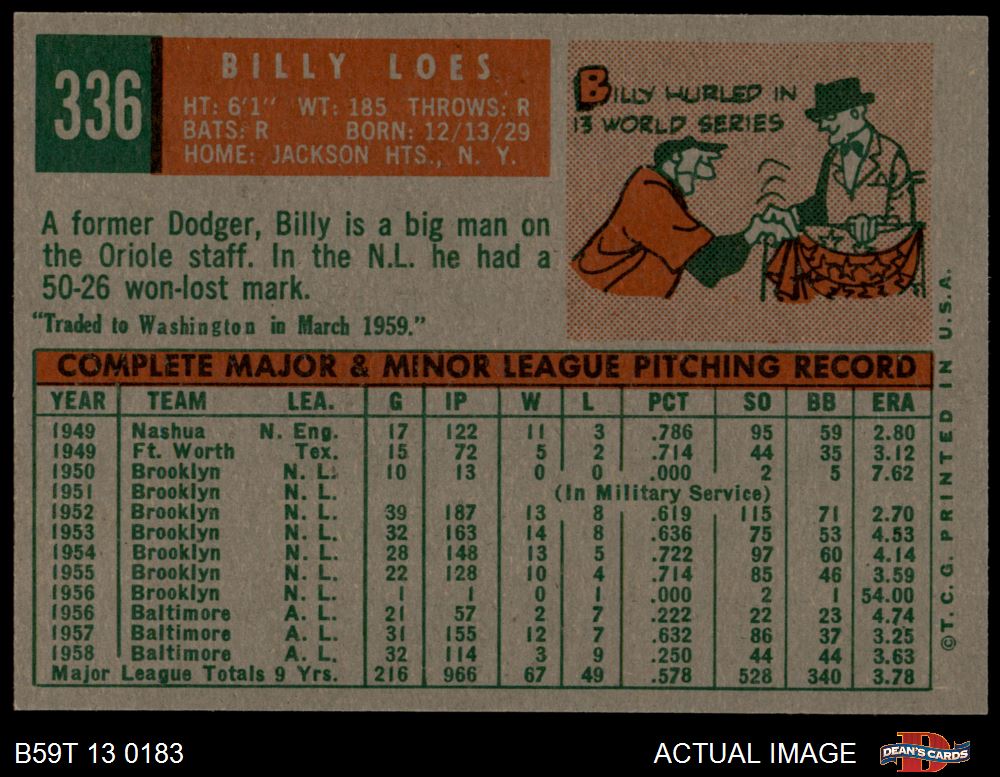 336
BILLY LOES
HT: 6'1" WT: 185 THROWS: R
BATS: R BORN: 12/13/29
HOME: JACKSON HTS., N. Y.
BILLY HURLED IN
13 WORLD SERIES
A former Dodger, Billy is a big man on
the Oriole staff. In the N.L. he had a
50-26 won-lost mark.
"Traded to Washington in March 1959."
COMPLETE MAJOR & MINOR LEAGUE PITCHING RECORD
YEAR TEAM LEA. G IP W L PCT SO BB ERA
1949 Nashua N. Eng. 17 122 11 3 .786 95 59 2.80
1949 Ft. Worth Tex. 15 72 5 2 .714 44 35 3.12
1950 Brooklyn N. L. 10 13 0 0 .000 2 5 7.62
1951 Brooklyn N. L. (In Military Service)
1952 Brooklyn N. L. 39 187 13 8 .619 115 71 2.70
1953 Brooklyn N. L. 32 163 14 8 .636 75 53 4.53
1954 Brooklyn N. L. 28 148 13 5 .722 97 60 4.14
1955 Brooklyn N. L. 22 128 10 4 .714 85 46 3.59
1956 Brooklyn N. L. 1 1 0 1 .000 2 1 54.00
1956 Baltimore A. L. 21 57 2 7 .222 22 23 4.74
1957 Baltimore A. L. 31 155 12 7 .632 86 37 3.25
1958 Baltimore A. L. 32 114 3 9 .250 44 44 3.63
Major League Totals 9 Yrs. 216 966 67 49 .578 528 340 3.78
©T. C. G. PRINTED IN U.S.A.
B59T 13 0183
ACTUAL IMAGE
DEAN'S CARDS